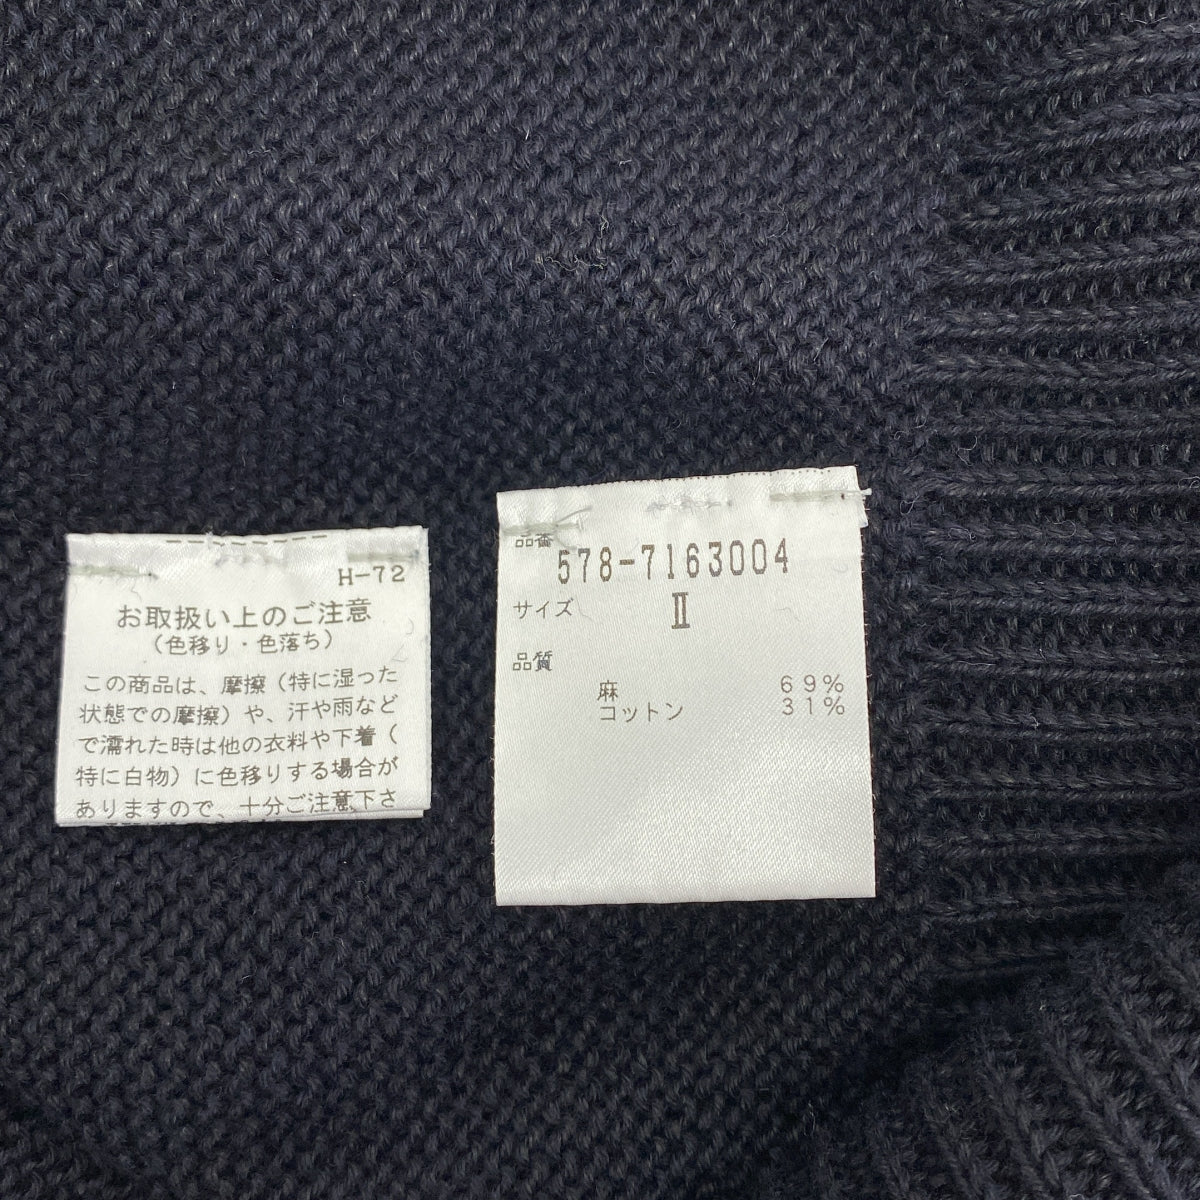 H-72
お取扱い上のご注意
(色移り・色落ち)
この商品は、摩擦(特に湿った
状態での摩擦)や、汗や雨など
で濡れた時は他の衣料や下着(
特に白物)に色移りする場合が
ありますので、十分ご注意下さ
品番
578-7163004
サイズ
Ⅱ
品質
麻 69%
コットン 31%